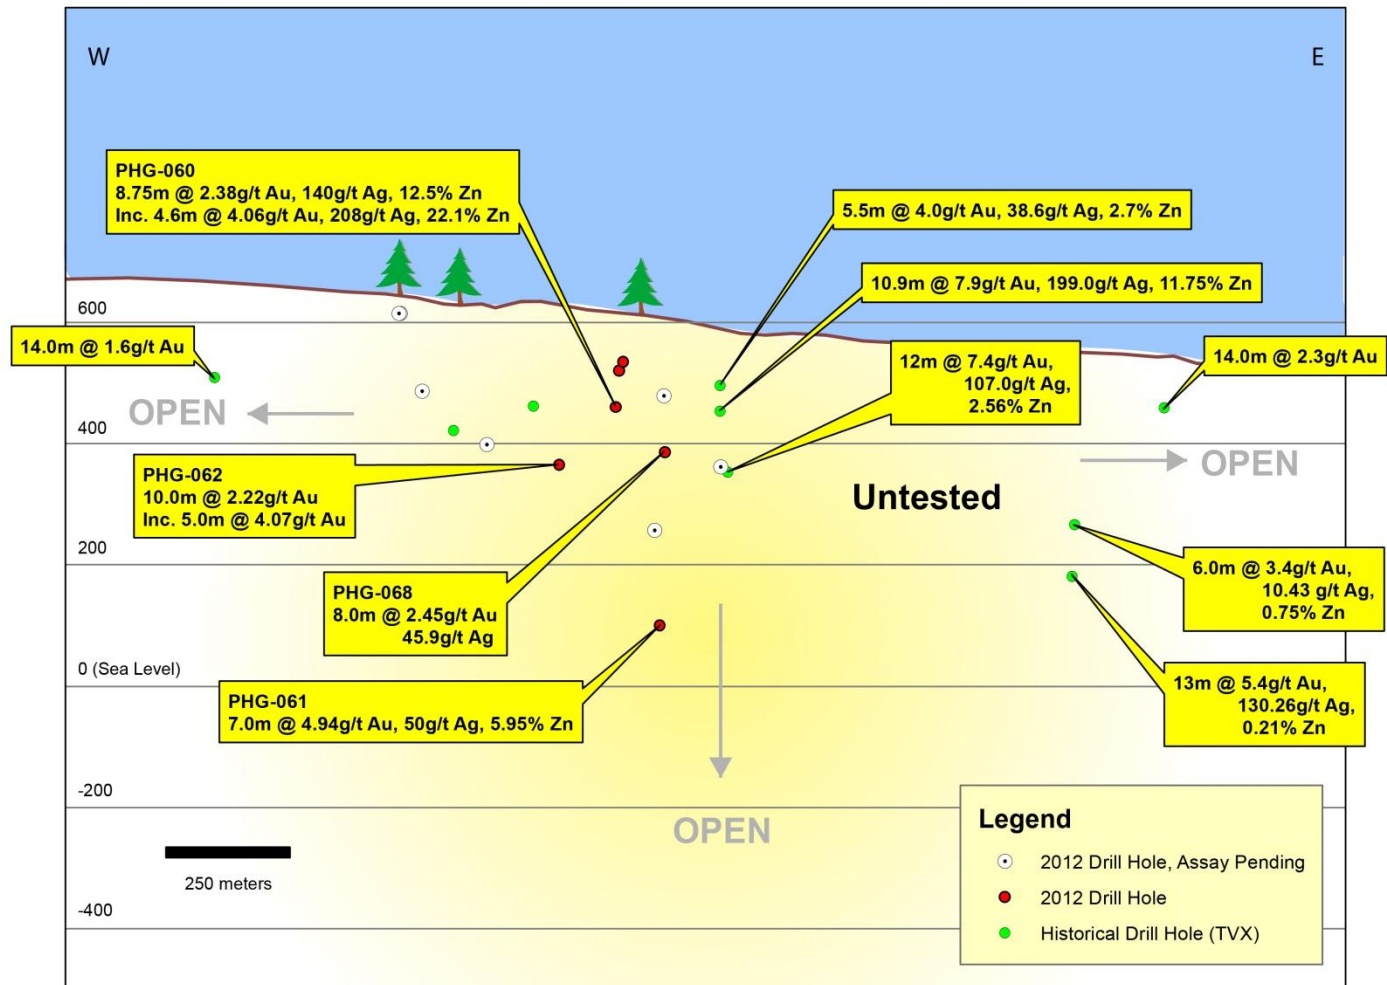 W
E
PHG-060
8.75m @ 2.38g/t Au, 140g/t Ag, 12.5% Zn
Inc. 4.6m @ 4.06g/t Au, 208g/t Ag, 22.1% Zn
5.5m @ 4.0g/t Au, 38.6g/t Ag, 2.7% Zn
10.9m @ 7.9g/t Au, 199.0g/t Ag, 11.75% Zn
600
14.0m @ 1.6g/t Au
12m @ 7.4g/t Au,
107.0g/t Ag,
2.56% Zn
14.0m @ 2.3g/t Au
OPEN
400
OPEN
PHG-062
10.0m @ 2.22g/t Au
Inc. 5.0m @ 4.07g/t Au
Untested
200
6.0m @ 3.4g/t Au,
10.43 g/t Ag,
0.75% Zn
PHG-068
8.0m @ 2.45g/t Au
45.9g/t Ag
0 (Sea Level)
PHG-061
7.0m @ 4.94g/t Au, 50g/t Ag, 5.95% Zn
13m @ 5.4g/t Au,
130.26g/t Ag,
0.21% Zn
-200
OPEN
250 meters
-400
Legend
2012 Drill Hole, Assay Pending
2012 Drill Hole
Historical Drill Hole (TVX)